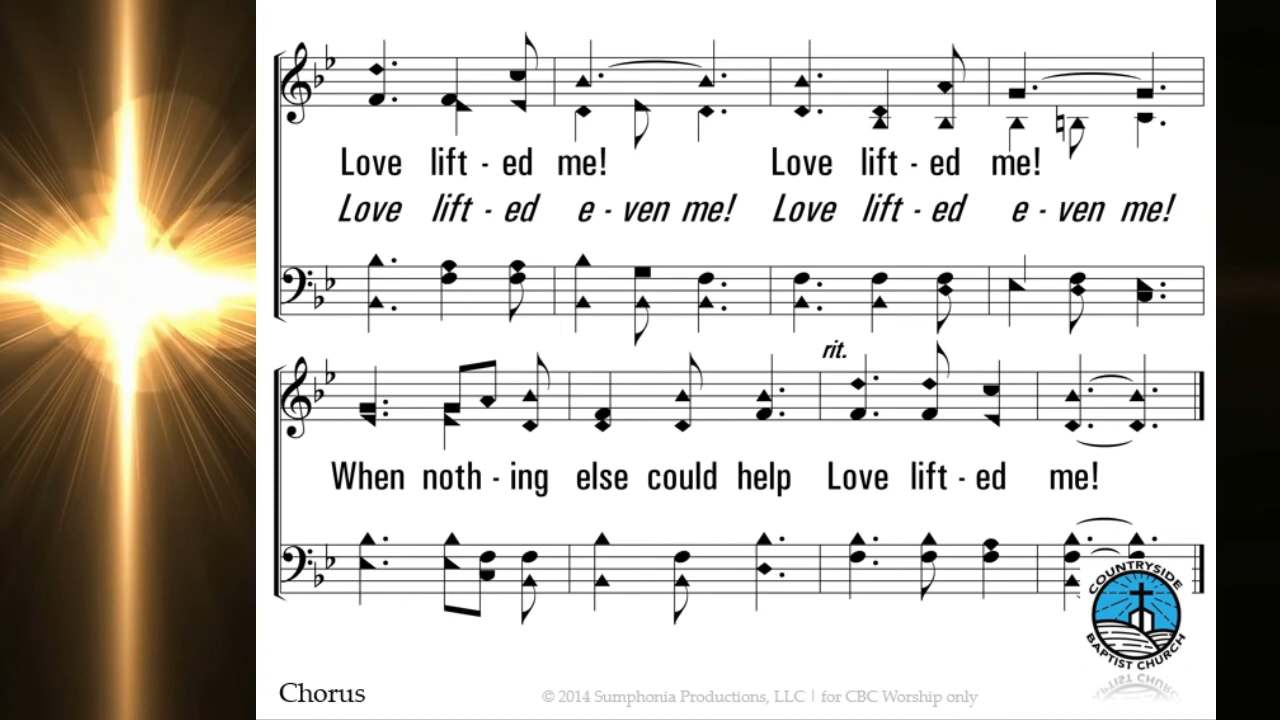 Love lift - ed me! Love lift - ed me!
Love lift - ed e - ven me! Love lift - ed e - ven me!
rit.
When noth - ing else could help Love lift - ed me!
COUNTRYSIDE
BAPTIST CHURCH
Chorus
© 2014 Sumphonia Productions, LLC | for CBC Worship only